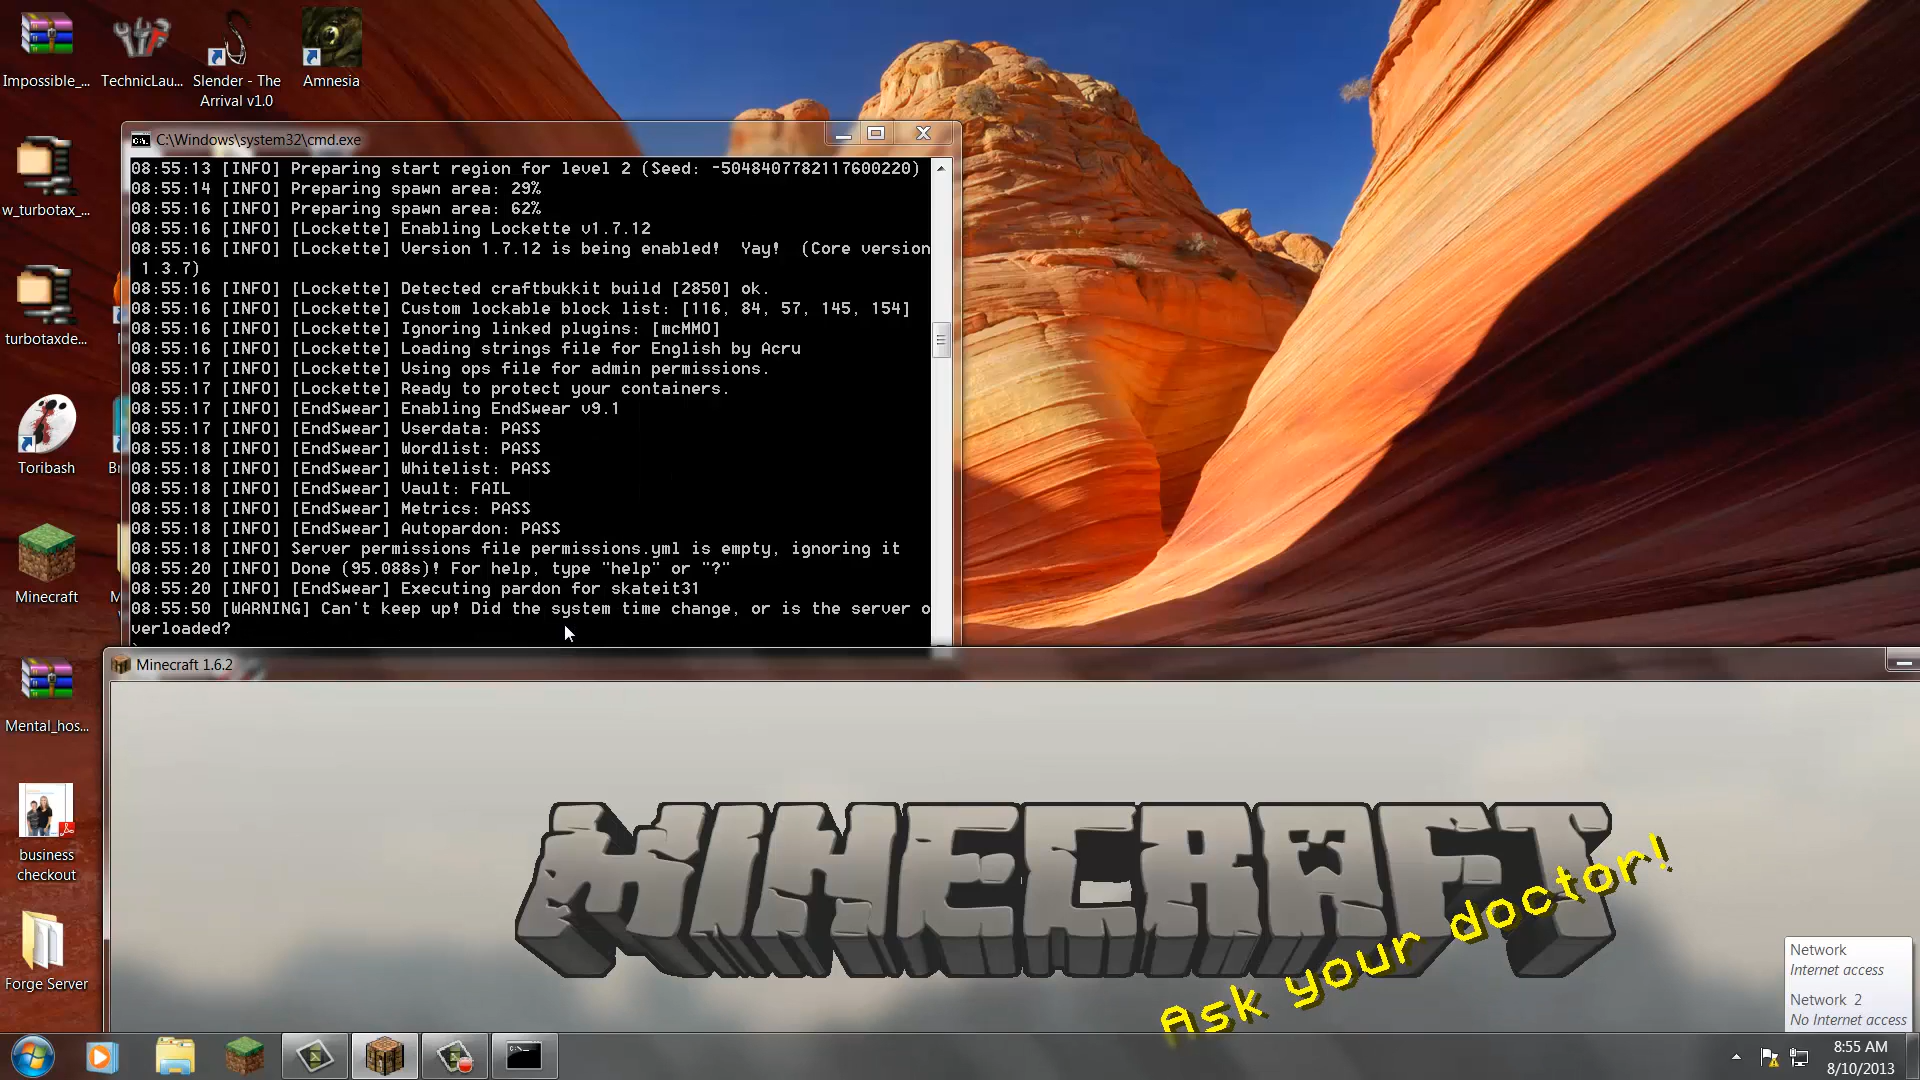 Impossible_...
TechnicLau...
Slender - The
Arrival v1.0
Amnesia
w_turbotax_...
turbotaxde...
Toribash
Br
Minecraft
M
Mental_hos...
business
checkout
Forge Server
C:\Windows\system32\cmd.exe
08:55:13 [INFO] Preparing start region for level 2 (Seed: -5048407782117600220)
08:55:14 [INFO] Preparing spawn area: 29%
08:55:16 [INFO] Preparing spawn area: 62%
08:55:16 [INFO] [Lockette] Enabling Lockette v1.7.12
08:55:16 [INFO] [Lockette] Version 1.7.12 is being enabled!  Yay!  (Core version
 1.3.7)
08:55:16 [INFO] [Lockette] Detected craftbukkit build [2850] ok.
08:55:16 [INFO] [Lockette] Custom lockable block list: [116, 84, 57, 145, 154]
08:55:16 [INFO] [Lockette] Ignoring linked plugins: [mcMMO]
08:55:16 [INFO] [Lockette] Loading strings file for English by Acru
08:55:17 [INFO] [Lockette] Using ops file for admin permissions.
08:55:17 [INFO] [Lockette] Ready to protect your containers.
08:55:17 [INFO] [EndSwear] Enabling EndSwear v9.1
08:55:17 [INFO] [EndSwear] Userdata: PASS
08:55:18 [INFO] [EndSwear] Wordlist: PASS
08:55:18 [INFO] [EndSwear] Whitelist: PASS
08:55:18 [INFO] [EndSwear] Vault: FAIL
08:55:18 [INFO] [EndSwear] Metrics: PASS
08:55:18 [INFO] [EndSwear] Autopardon: PASS
08:55:18 [INFO] Server permissions file permissions.yml is empty, ignoring it
08:55:20 [INFO] Done (95.088s)! For help, type "help" or "?"
08:55:20 [INFO] [EndSwear] Executing pardon for skateit31
08:55:50 [WARNING] Can't keep up! Did the system time change, or is the server o
verloaded?
Minecraft 1.6.2
MINECRAFT
Ask your doctor!
Network
Internet access
Network 2
No Internet access
8:55 AM
8/10/2013